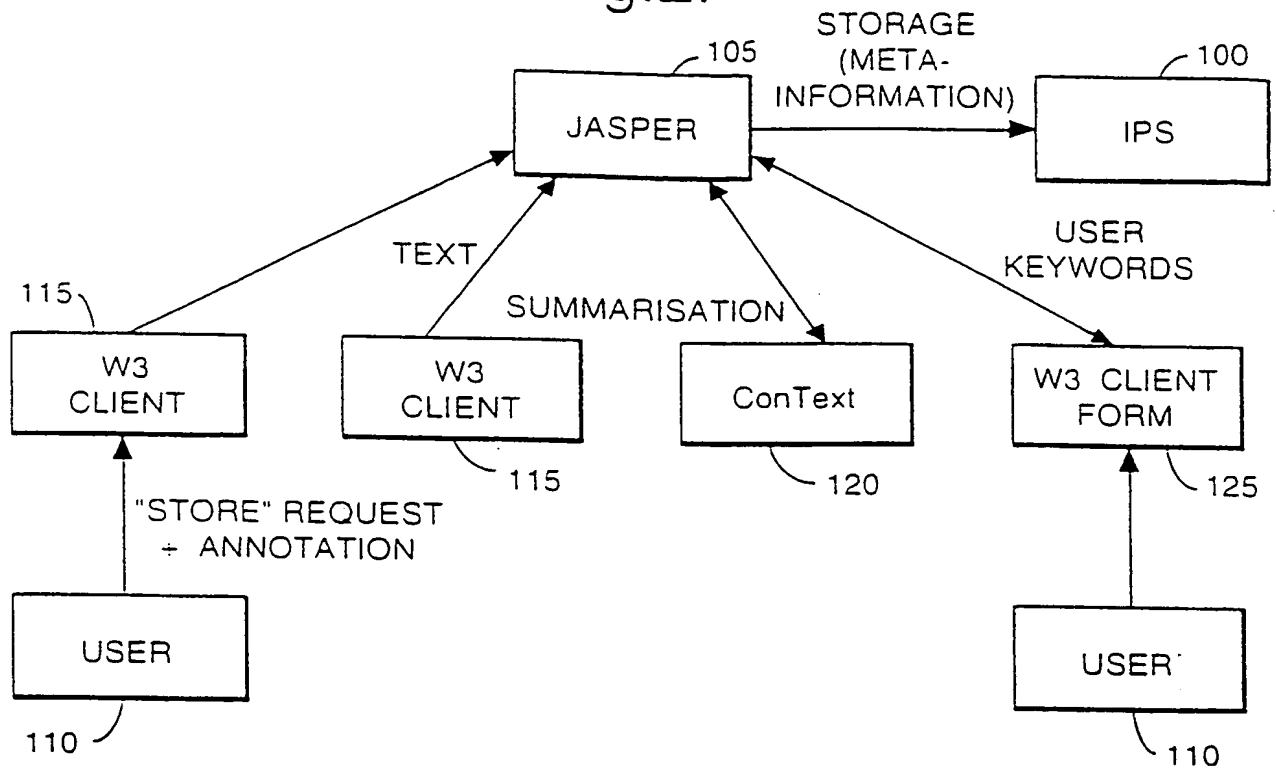 STORAGE
(META-
INFORMATION)
105
100
JASPER
IPS
TEXT
USER
KEYWORDS
SUMMARISATION
115
W3
CLIENT
W3
CLIENT
ConText
W3 CLIENT
FORM
115
120
125
"STORE" REQUEST
÷ ANNOTATION
USER
USER
110
110